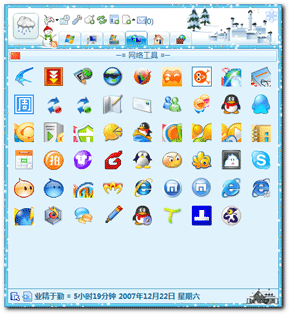 (0)
—= 网络工具 =—
业精于勤 = 5小时19分钟 2007年12月22日 星期六